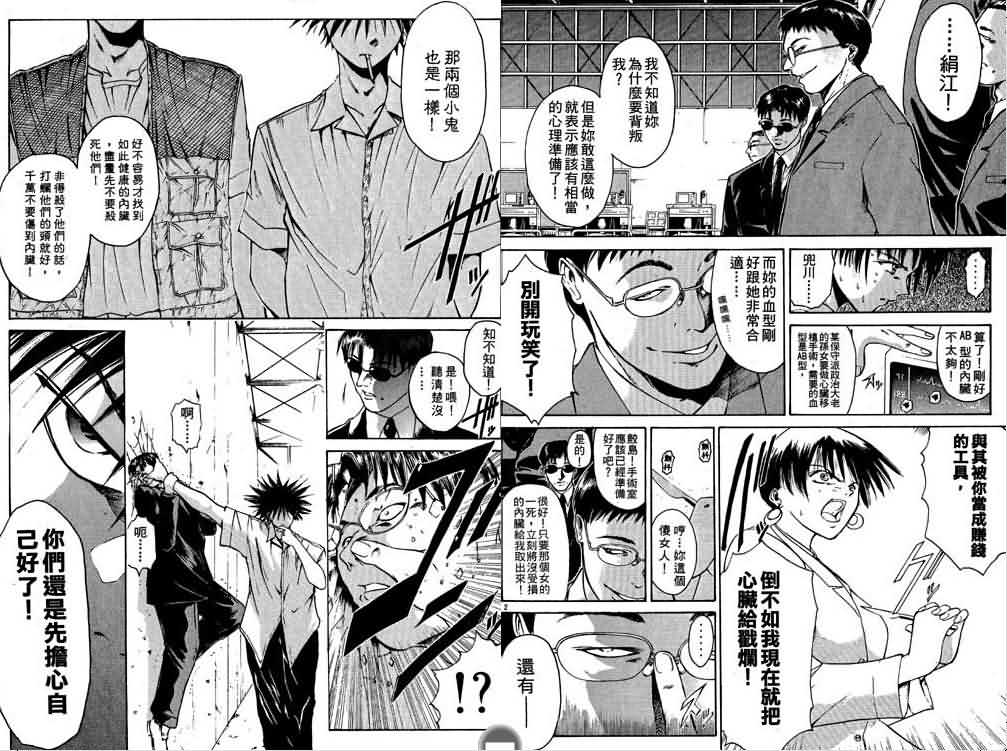 ……絹江！
我不知道妳
為什麼要背叛
我？
但是妳敢這麼做，
就表示應該有相當
的心理準備了！
兜川
……
而妳的血型剛
好跟她非常合
適……
嘿嘿嘿…
別開玩笑了！
算了！剛好
AB型的內臟
不太夠！
某保守派政治大老
的孫女要做心臟移
植手術，需要的血
型是AB型，
與其被你當成賺錢
的工具，
倒不如我現在就把
心臟給戳爛！
哼…妳這個
傻女人！
鮫島！手術室
應該已經準備
好了吧？
是的！
很好！只要那個女的
一死，立刻將沒受損
的內臟給我取出來！
……
還有──
2
那兩個小鬼
也是一樣！
好不容易才找到
如此健康的內臟
，盡量先不要殺
死他們！
非得殺了他們的話，
打爛他們的頭就好，
千萬不要傷到內臟！
知不知道！
是！喂！
聽清楚沒
……
!?
啊……
呃……
你們還是先擔心自
己好了！